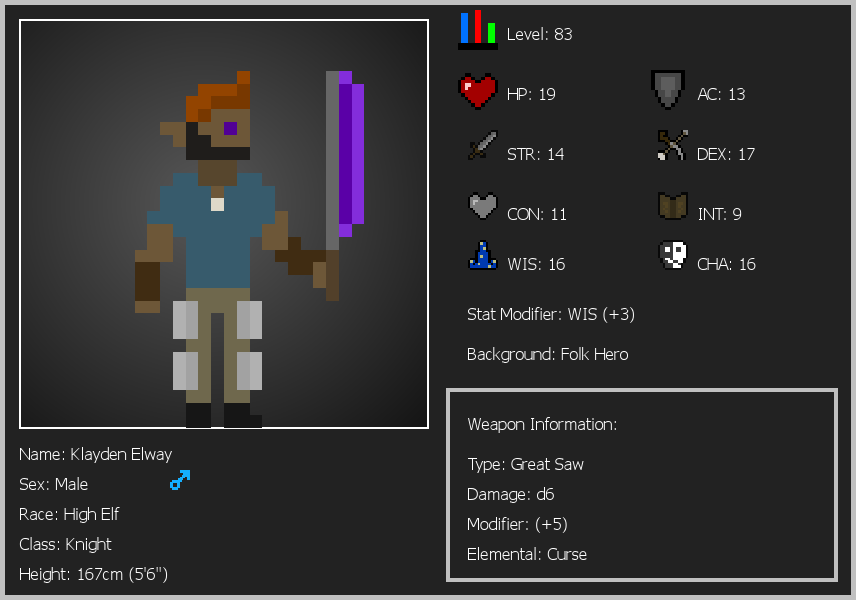 Level: 83
HP: 19
AC: 13
STR: 14
DEX: 17
CON: 11
INT: 9
WIS: 16
CHA: 16
Stat Modifier: WIS (+3)
Background: Folk Hero
Weapon Information:
Type: Great Saw
Damage: d6
Modifier: (+5)
Elemental: Curse
Name: Klayden Elway
Sex: Male
Race: High Elf
Class: Knight
Height: 167cm (5'6")